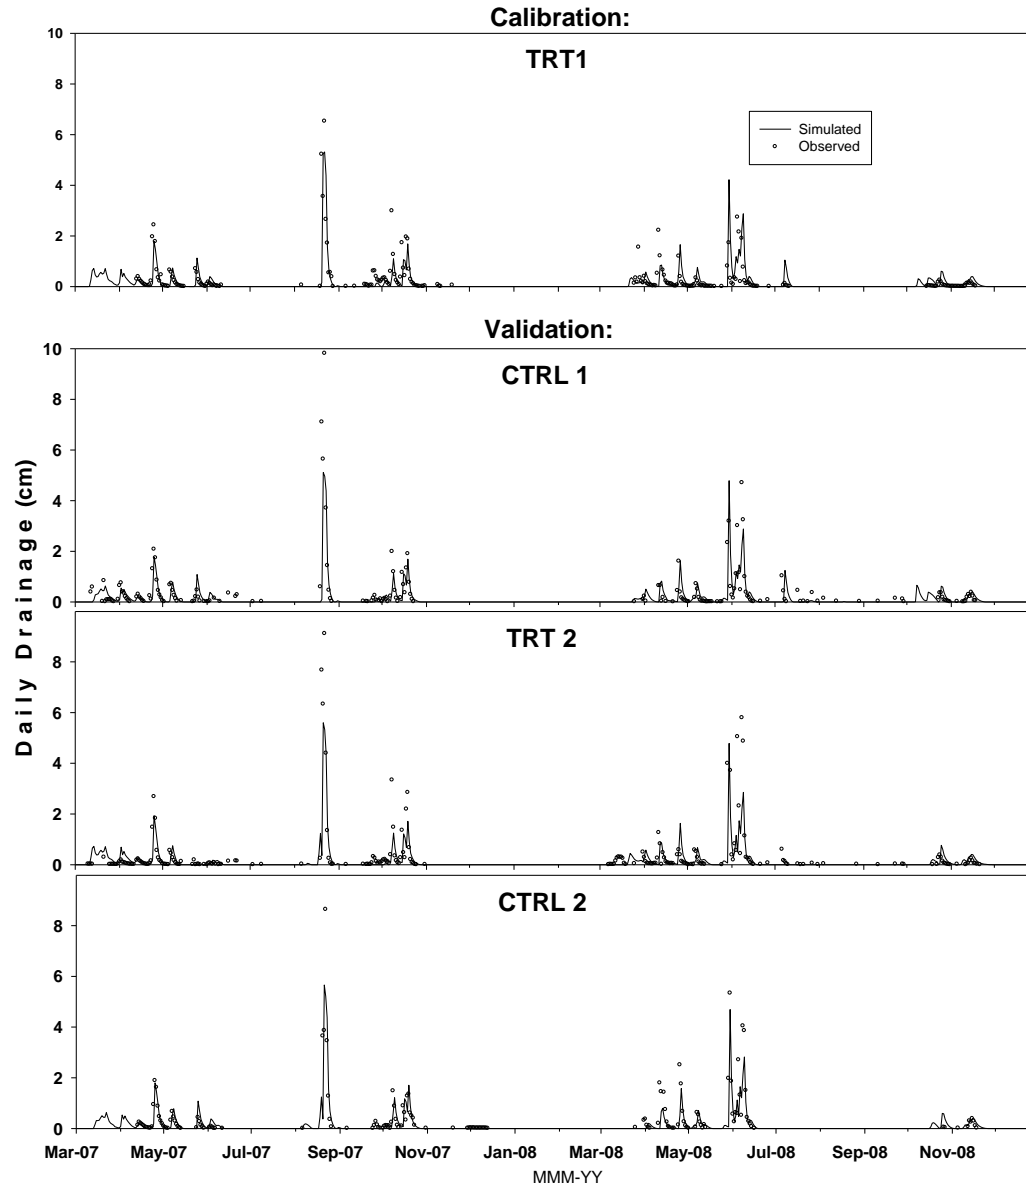 Calibration:
TRT1
10
8
6
4
2
0
Simulated
Observed
Validation:
CTRL 1
10
8
6
4
2
0
TRT 2
8
6
4
2
0
CTRL 2
8
6
4
2
0
Daily Drainage (cm)
Mar-07 May-07 Jul-07 Sep-07 Nov-07 Jan-08 Mar-08 May-08 Jul-08 Sep-08 Nov-08
MMM-YY